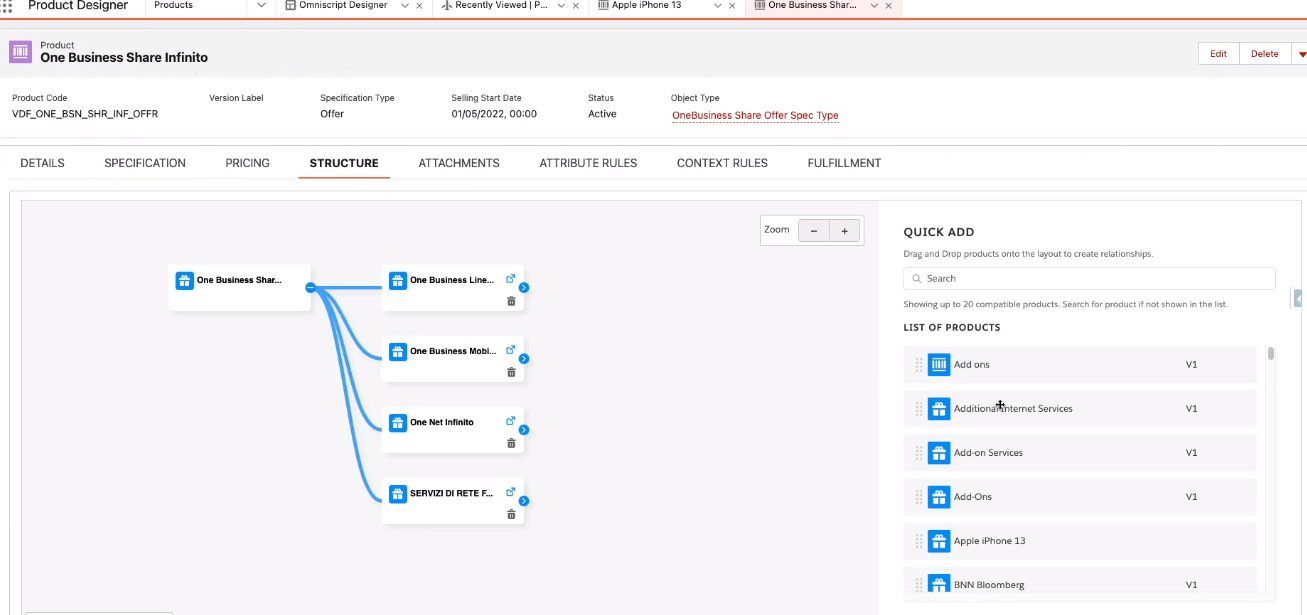 Product Designer
Products
Omniscript Designer
Recently Viewed | P...
Apple iPhone 13
One Business Shar...
Product
One Business Share Infinito
Edit
Delete
Product Code
Version Label
Specification Type
Selling Start Date
Status
Object Type
VDF_ONE_BSN_SHR_INF_OFFR
Offer
01/05/2022, 00:00
Active
OneBusiness Share Offer Spec Type
DETAILS
SPECIFICATION
PRICING
STRUCTURE
ATTACHMENTS
ATTRIBUTE RULES
CONTEXT RULES
FULFILLMENT
Zoom
One Business Shar...
One Business Line...
One Business Mobi...
One Net Infinito
SERVIZI DI RETE F...
QUICK ADD
Drag and Drop products onto the layout to create relationships.
Search
Showing up to 20 compatible products. Search for product if not shown in the list.
LIST OF PRODUCTS
Add ons V1
Additional Internet Services V1
Add-on Services V1
Add-Ons V1
Apple iPhone 13
BNN Bloomberg V1